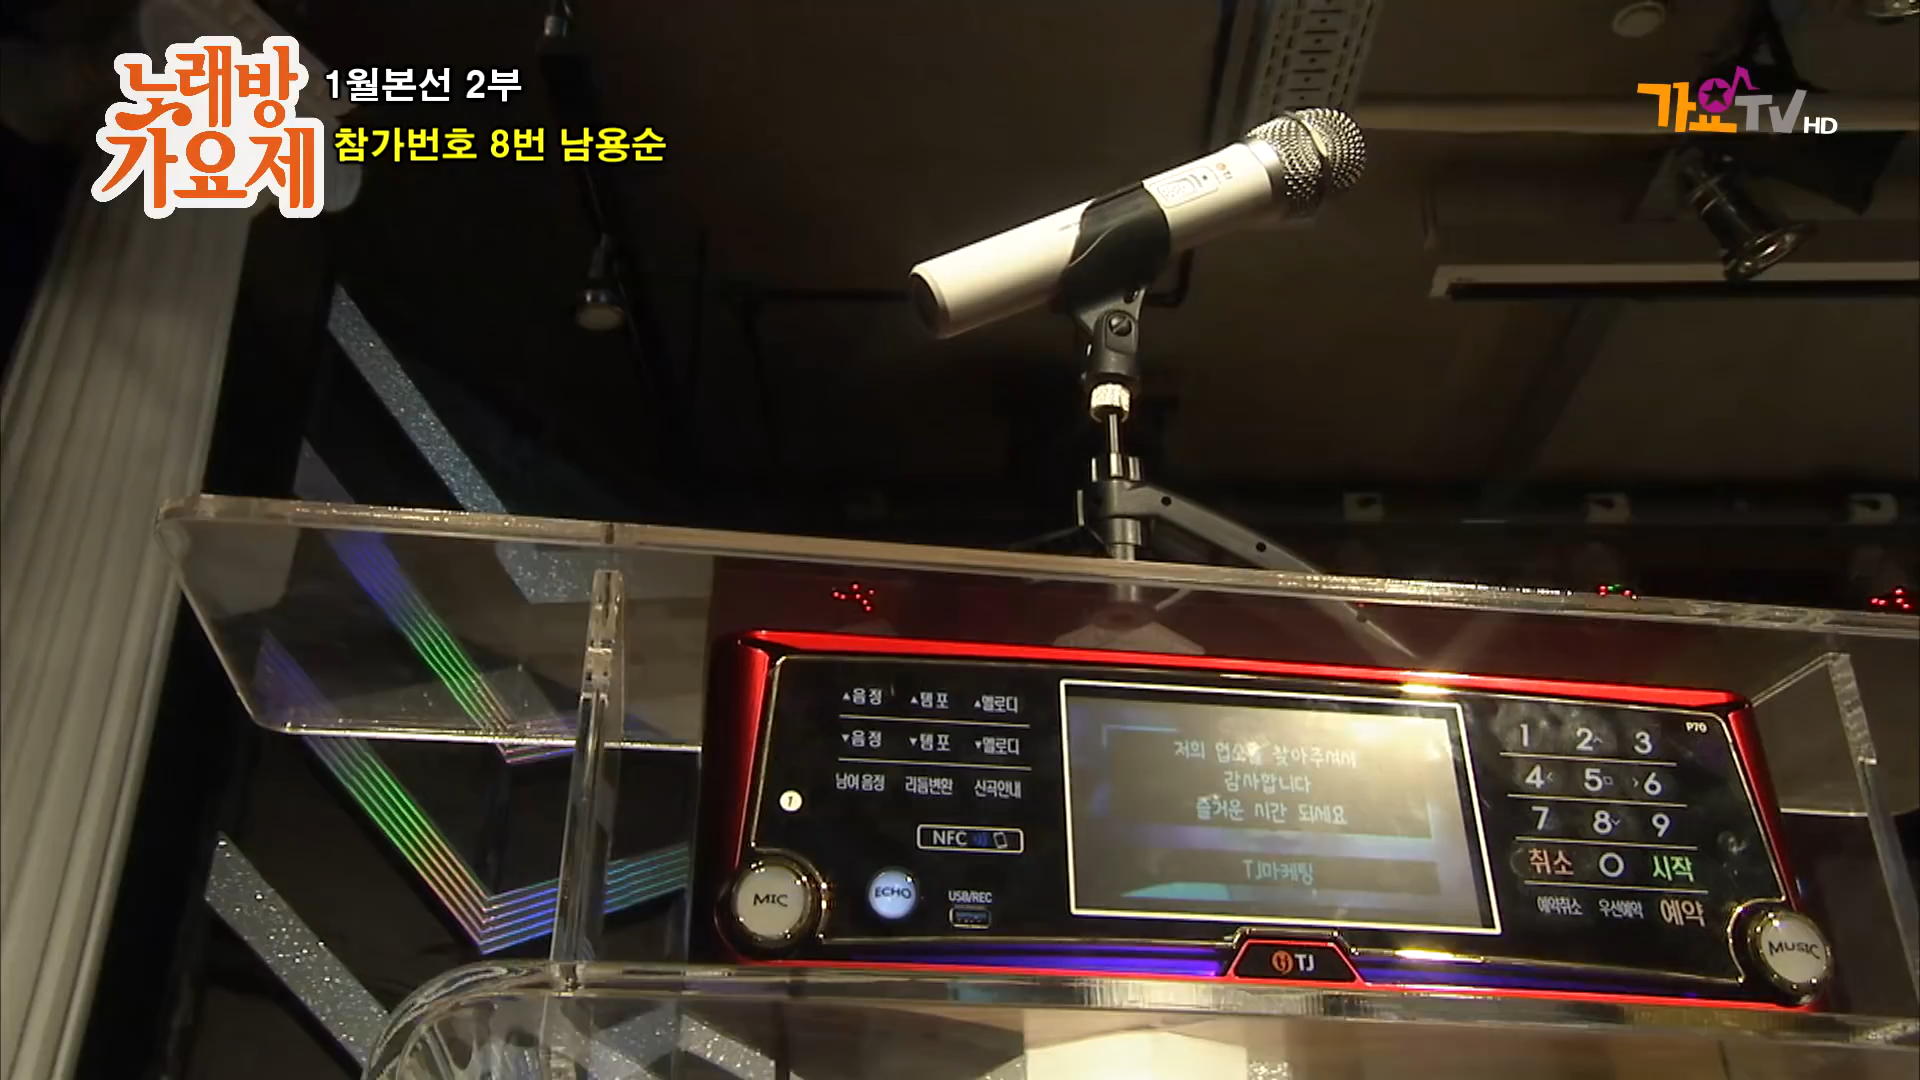 노래방
가요제
1월본선 2부
참가번호 8번 남용순
가요TV HD
TJ
▲음정 ▲템포 ▲멜로디
▼음정 ▼템포 ▼멜로디
남여음정 리듬변환 신곡안내
1
NFC
MIC
ECHO
USB/REC
저희 업소를 찾아주셔서
감사합니다
즐거운 시간 되세요
TJ마케팅
P70
1 2 3
4 5 6
7 8 9
취소 0 시작
예약취소 우선예약 예약
MUSIC
TJ